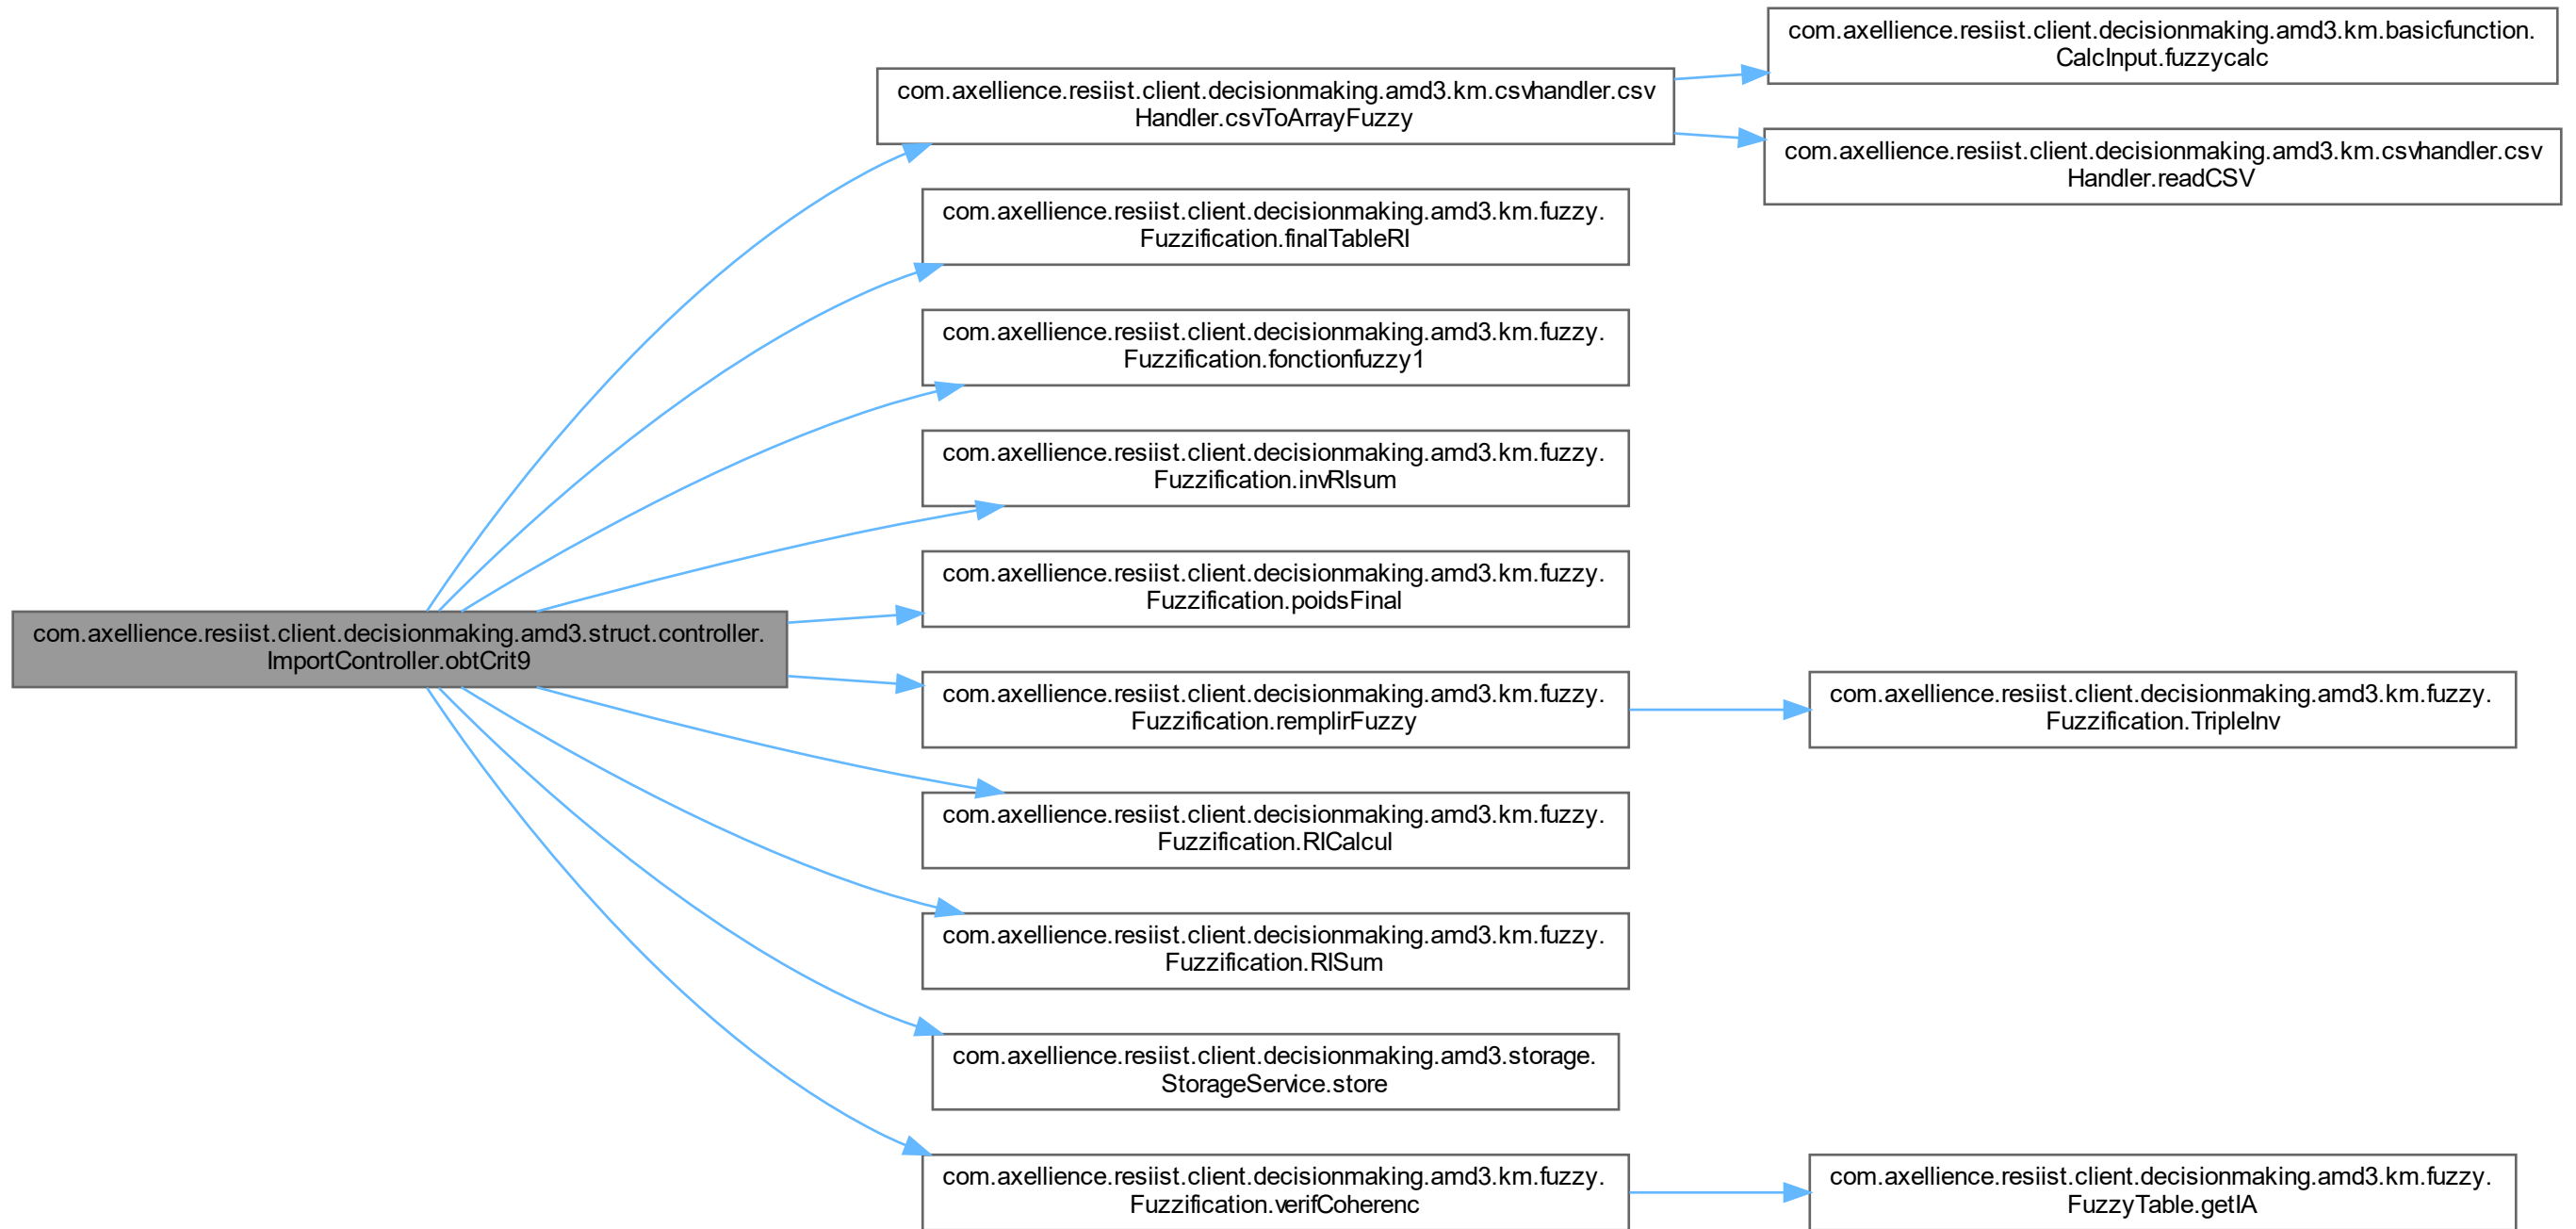 com.axellience.resiist.client.decisionmaking.amd3.struct.controller.
ImportController.obtCrit9
com.axellience.resiist.client.decisionmaking.amd3.km.csvhandler.csv
Handler.csvToArrayFuzzy
com.axellience.resiist.client.decisionmaking.amd3.km.basicfunction.
CalcInput.fuzzycalc
com.axellience.resiist.client.decisionmaking.amd3.km.csvhandler.csv
Handler.readCSV
com.axellience.resiist.client.decisionmaking.amd3.km.fuzzy.
Fuzzification.finalTableRI
com.axellience.resiist.client.decisionmaking.amd3.km.fuzzy.
Fuzzification.fonctionfuzzy1
com.axellience.resiist.client.decisionmaking.amd3.km.fuzzy.
Fuzzification.invRIsum
com.axellience.resiist.client.decisionmaking.amd3.km.fuzzy.
Fuzzification.poidsFinal
com.axellience.resiist.client.decisionmaking.amd3.km.fuzzy.
Fuzzification.remplirFuzzy
com.axellience.resiist.client.decisionmaking.amd3.km.fuzzy.
Fuzzification.TripleInv
com.axellience.resiist.client.decisionmaking.amd3.km.fuzzy.
Fuzzification.RICalcul
com.axellience.resiist.client.decisionmaking.amd3.km.fuzzy.
Fuzzification.RISum
com.axellience.resiist.client.decisionmaking.amd3.storage.
StorageService.store
com.axellience.resiist.client.decisionmaking.amd3.km.fuzzy.
Fuzzification.verifCoherenc
com.axellience.resiist.client.decisionmaking.amd3.km.fuzzy.
FuzzyTable.getIA